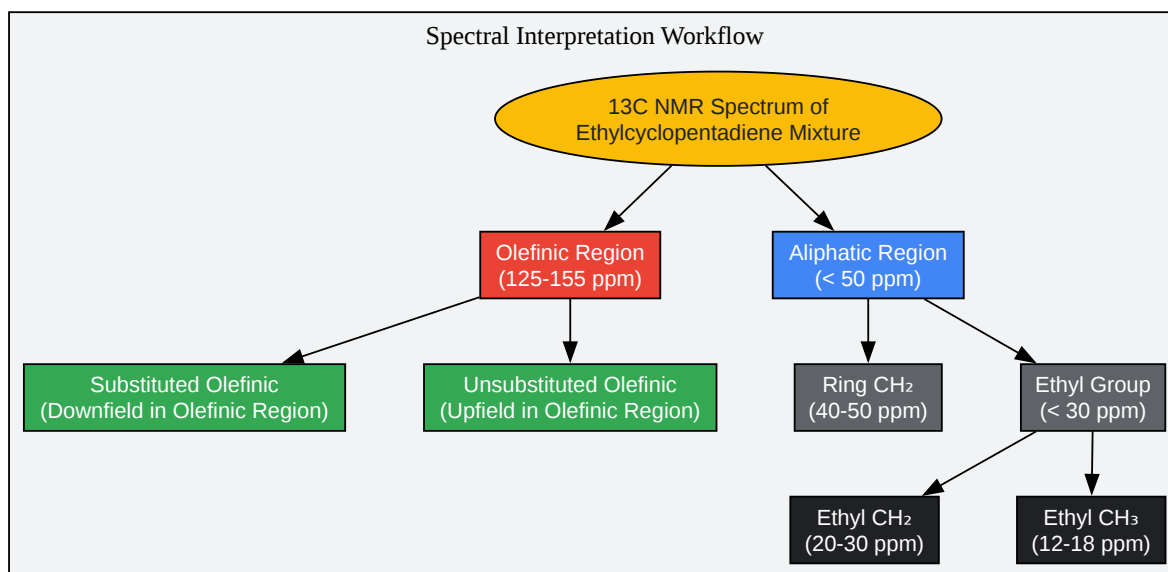 Spectral Interpretation Workflow
13C NMR Spectrum of
Ethylcyclopentadiene Mixture
Olefinic Region
(125-155 ppm)
Aliphatic Region
(< 50 ppm)
Substituted Olefinic
(Downfield in Olefinic Region)
Unsubstituted Olefinic
(Upfield in Olefinic Region)
Ring CH₂
(40-50 ppm)
Ethyl Group
(< 30 ppm)
Ethyl CH₂
(20-30 ppm)
Ethyl CH₃
(12-18 ppm)